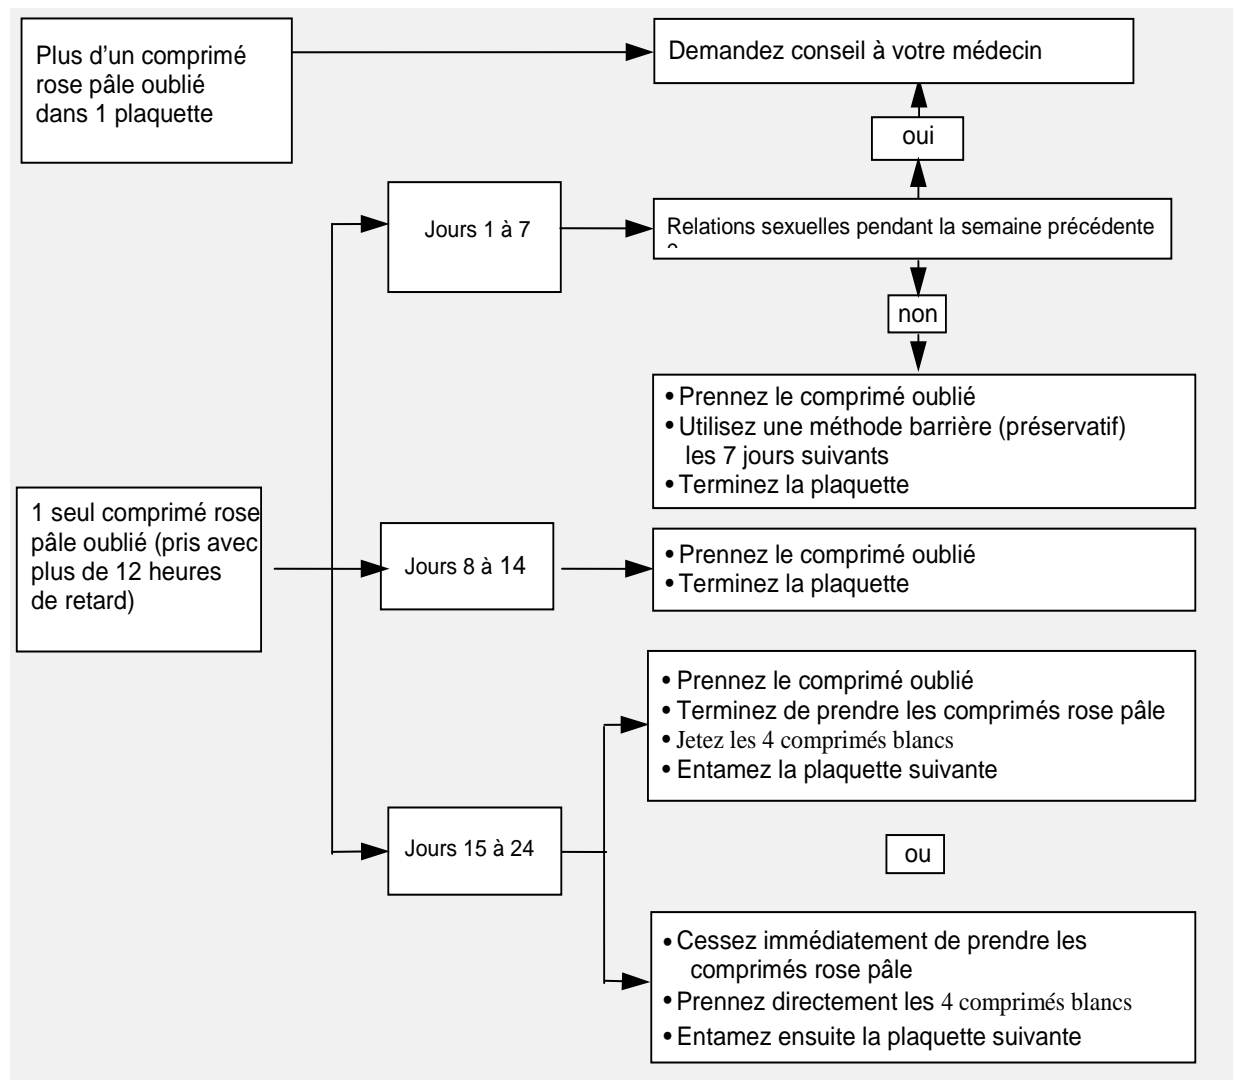 Plus d’un comprimé
rose pâle oublié
dans 1 plaquette
Demandez conseil à votre médecin
oui
Jours 1 à 7
Relations sexuelles pendant la semaine précédente
non
• Prennez le comprimé oublié
• Utilisez une méthode barrière (préservatif)
les 7 jours suivants
• Terminez la plaquette
1 seul comprimé rose
pâle oublié (pris avec
plus de 12 heures
de retard)
Jours 8 à 14
• Prennez le comprimé oublié
• Terminez la plaquette
• Prennez le comprimé oublié
• Terminez de prendre les comprimés rose pâle
• Jetez les 4 comprimés blancs
• Entamez la plaquette suivante
Jours 15 à 24
ou
• Cessez immédiatement de prendre les
comprimés rose pâle
• Prennez directement les 4 comprimés blancs
• Entamez ensuite la plaquette suivante